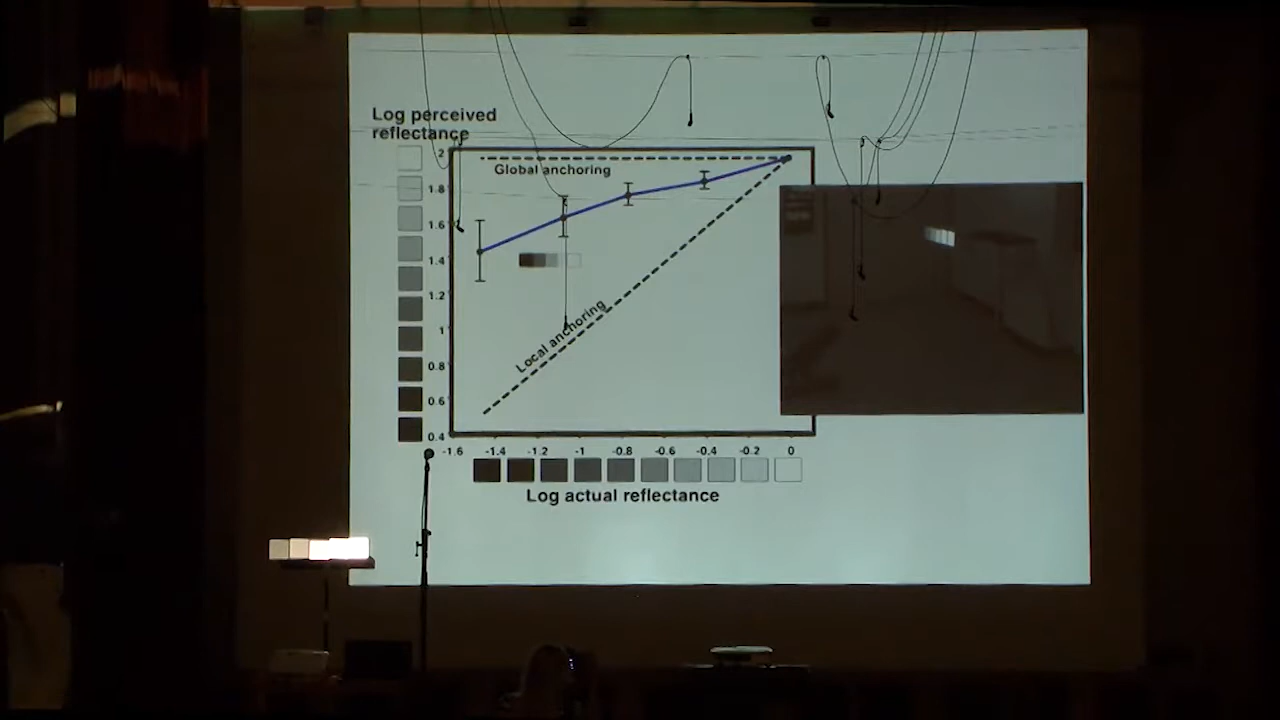 Log perceived
reflectance
2
Global anchoring
1.8
1.6
1.4
1.2
1
Local anchoring
0.8
0.6
0.4
-1.6 -1.4 -1.2 -1 -0.8 -0.6 -0.4 -0.2 0
Log actual reflectance